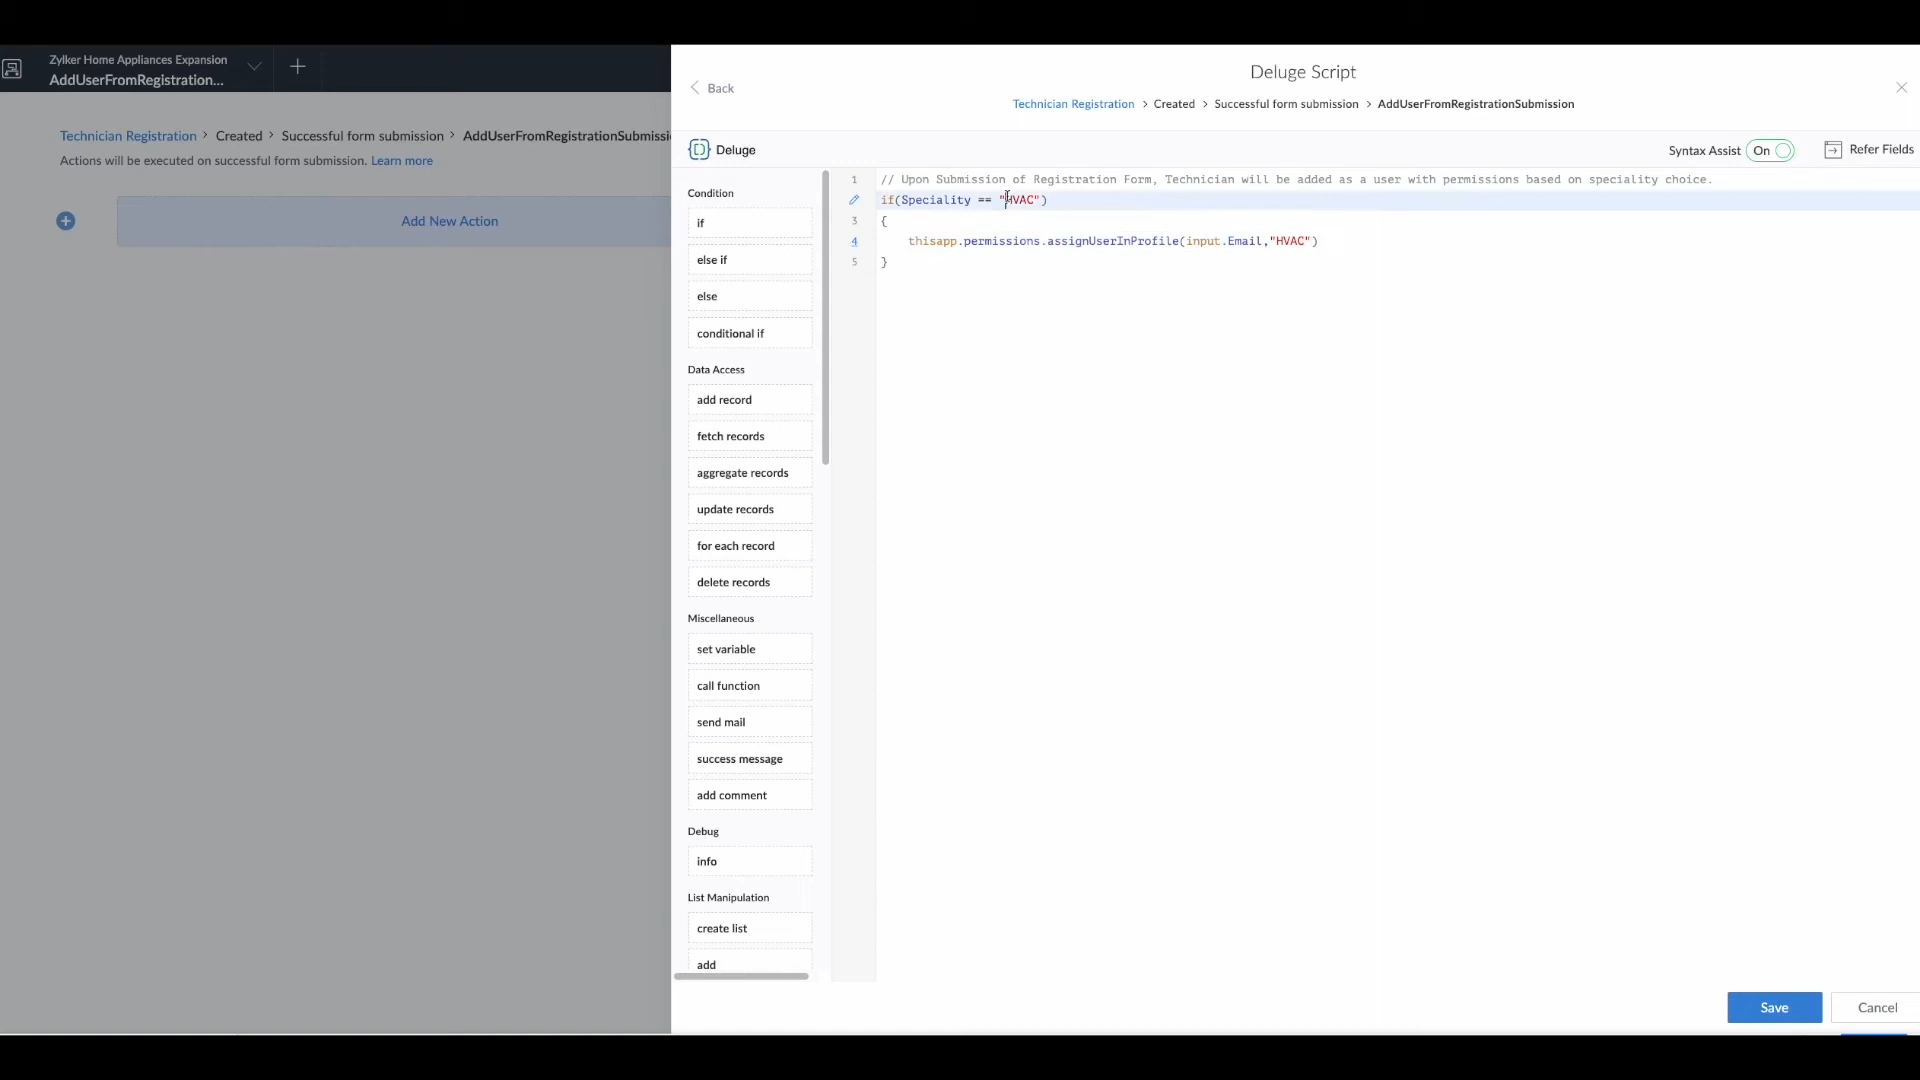 Zylker Home Appliances Expansion
AddUserFromRegistration...
Technician Registration > Created > Successful form submission > AddUserFromRegistrationSubmissi
Actions will be executed on successful form submission. Learn more
Add New Action
Back
Deluge Script
Technician Registration > Created > Successful form submission > AddUserFromRegistrationSubmission
Deluge
Syntax Assist On
Refer Fields
Condition
if
else if
else
conditional if
Data Access
add record
fetch records
aggregate records
update records
for each record
delete records
Miscellaneous
set variable
call function
send mail
success message
add comment
Debug
info
List Manipulation
create list
add
1 // Upon Submission of Registration Form, Technician will be added as a user with permissions based on speciality choice.
if(Speciality == "HVAC")
3 {
4 thisapp.permissions.assignUserInProfile(input.Email,"HVAC")
5 }
Save
Cancel